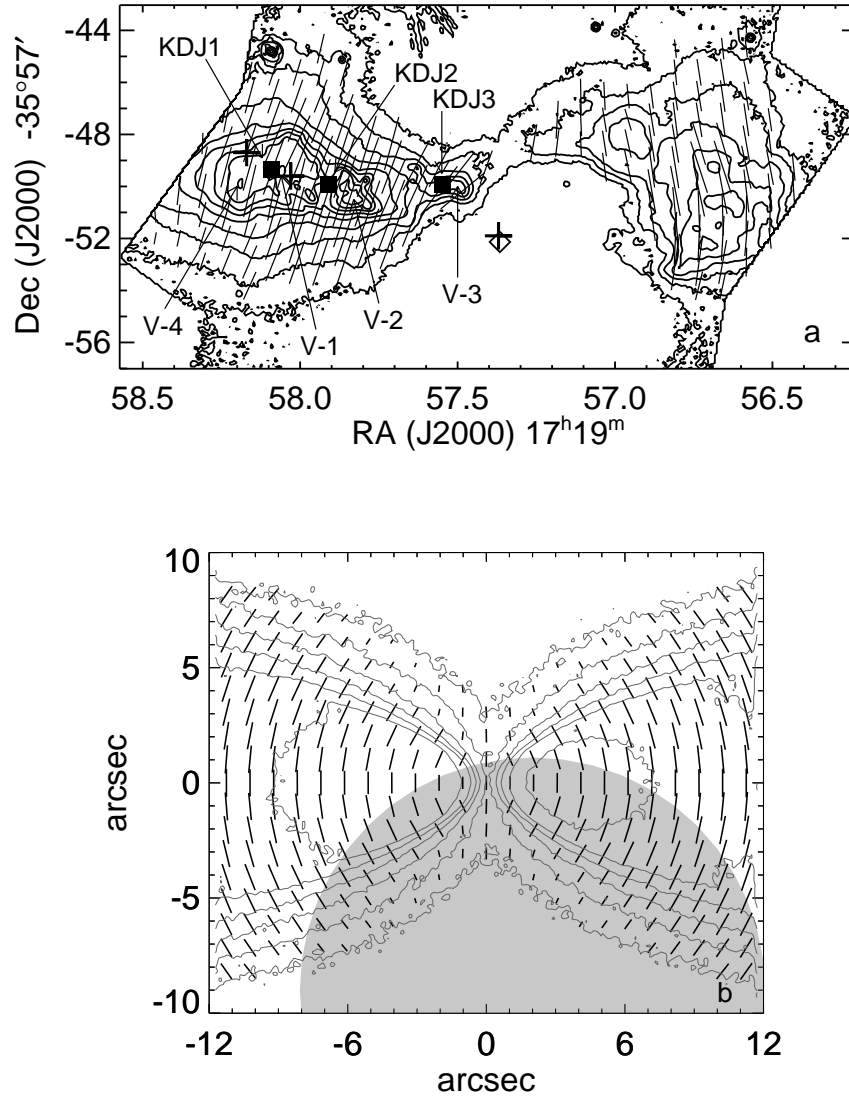 -44
-48
-52
-56
Dec (J2000) -35°57′
KDJ1
KDJ2
KDJ3
V-4
V-1
V-2
V-3
a
58.5 58.0 57.5 57.0 56.5
RA (J2000) 17h19m
10
5
0
-5
-10
arcsec
b
-12 -6 0 6 12
arcsec